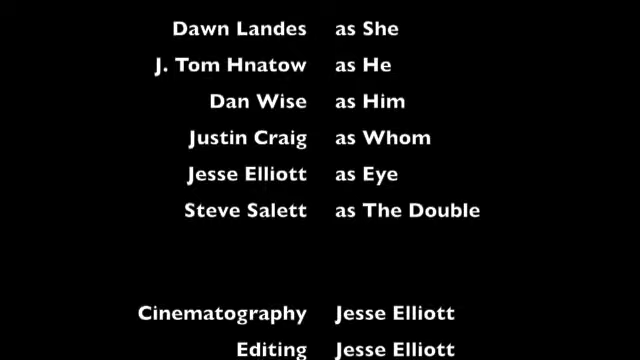 Dawn Landes as She
J. Tom Hnatow as He
Dan Wise as Him
Justin Craig as Whom
Jesse Elliott as Eye
Steve Salett as The Double
Cinematography Jesse Elliott
Editing Jesse Elliott